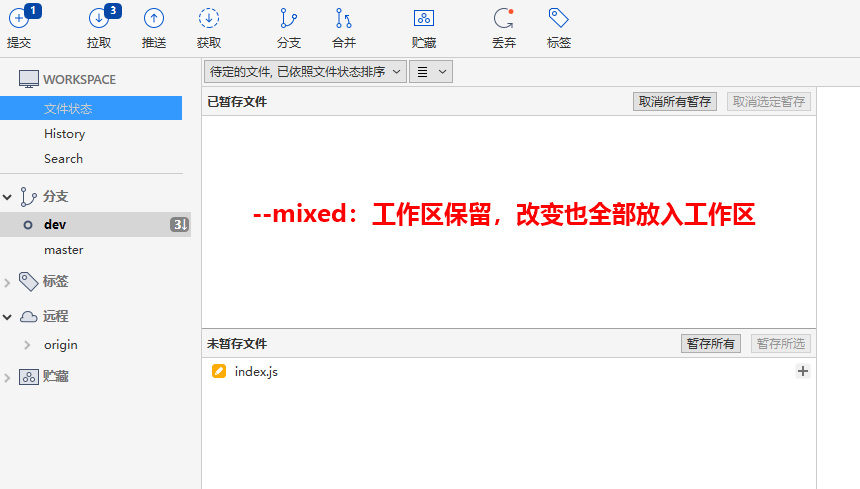 1
3
提交
拉取
推送
获取
分支
合并
贮藏
丢弃
标签
WORKSPACE
文件状态
History
Search
分支
dev
3↓
master
标签
远程
origin
贮藏
待定的文件, 已依照文件状态排序
已暂存文件
取消所有暂存
取消选定暂存
--mixed：工作区保留，改变也全部放入工作区
未暂存文件
暂存所有
暂存所选
index.js